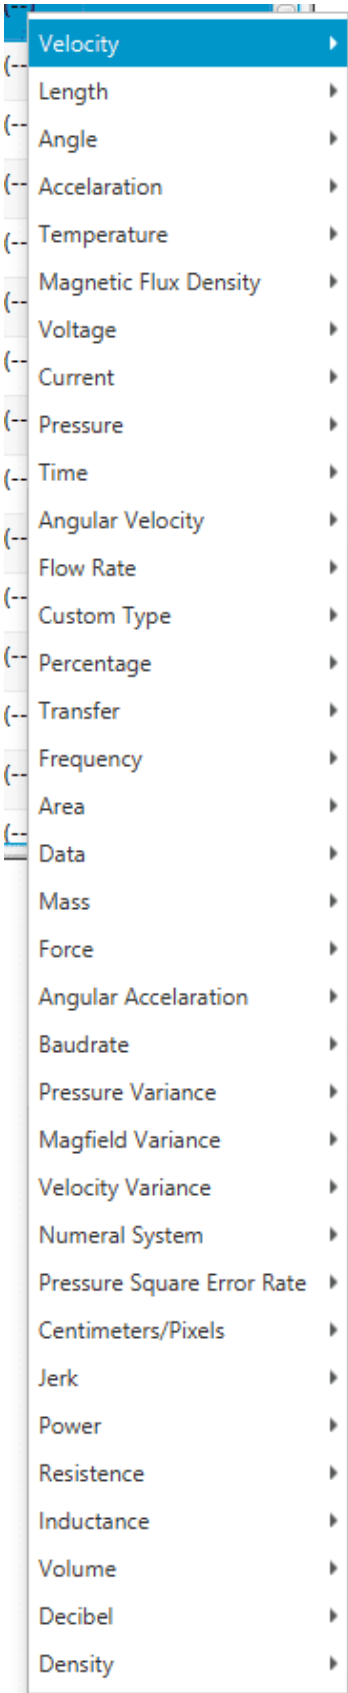 Velocity
Length
Angle
Accelaration
Temperature
Magnetic Flux Density
Voltage
Current
Pressure
Time
Angular Velocity
Flow Rate
Custom Type
Percentage
Transfer
Frequency
Area
Data
Mass
Force
Angular Accelaration
Baudrate
Pressure Variance
Magfield Variance
Velocity Variance
Numeral System
Pressure Square Error Rate
Centimeters/Pixels
Jerk
Power
Resistence
Inductance
Volume
Decibel
Density